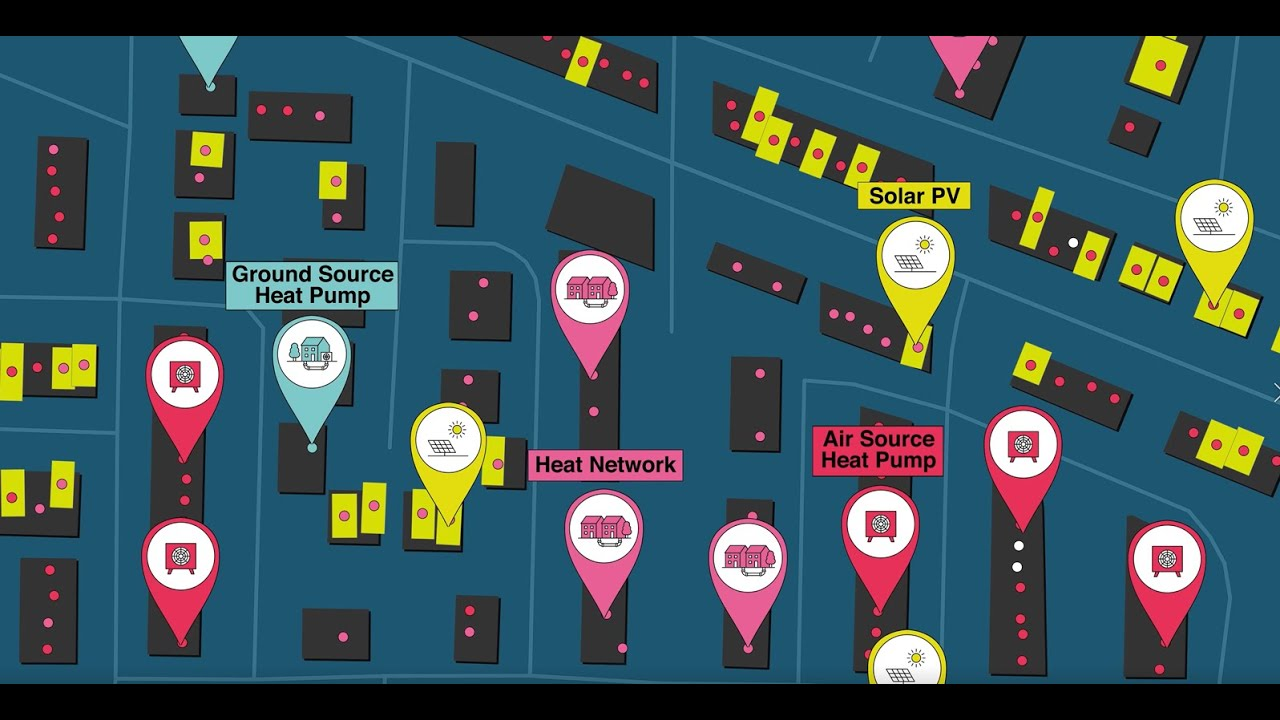 Solar PV
Ground Source
Heat Pump
Heat Network
Air Source
Heat Pump